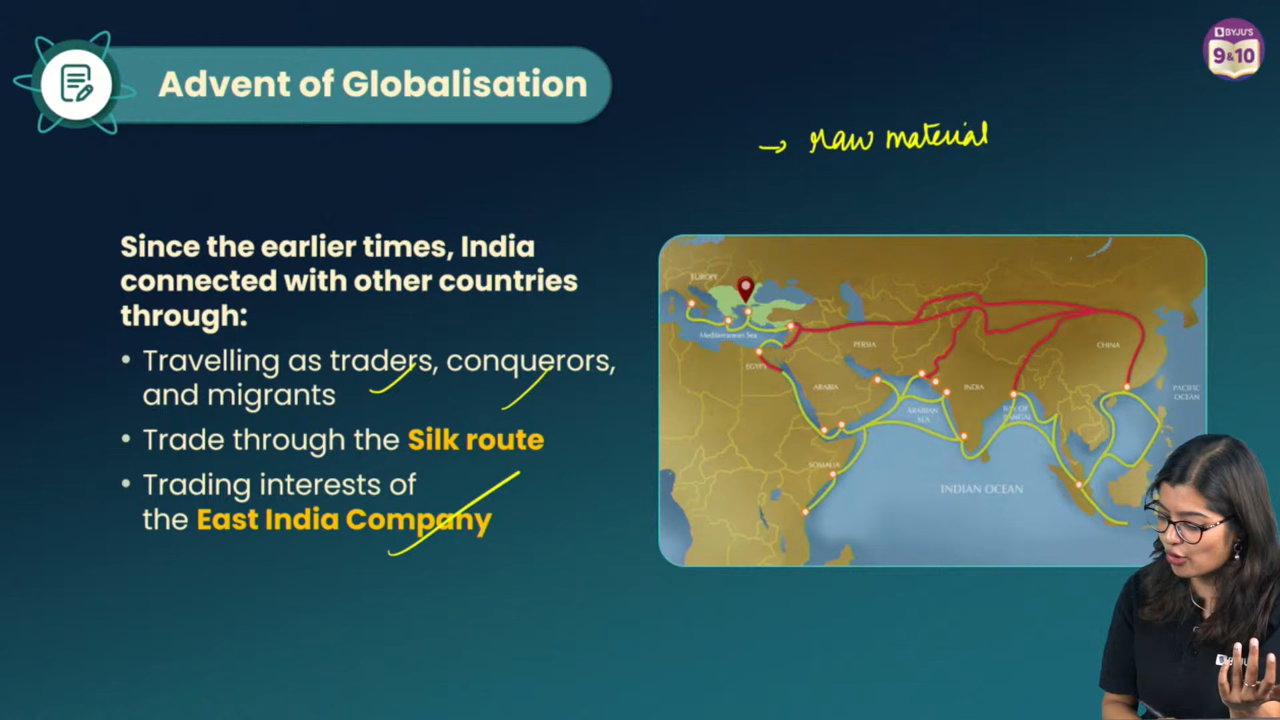 BYJU'S
9&10
Advent of Globalisation
→ raw material
Since the earlier times, India
connected with other countries
through:
• Travelling as traders, conquerors,
and migrants
• Trade through the Silk route
• Trading interests of
the East India Company
EUROPE
Mediterranean Sea
EGYPT
PERSIA
CHINA
ARABIA
INDIA
PACIFIC
OCEAN
ARABIAN
SEA
BAY OF
BENGAL
SOMALIA
INDIAN OCEAN